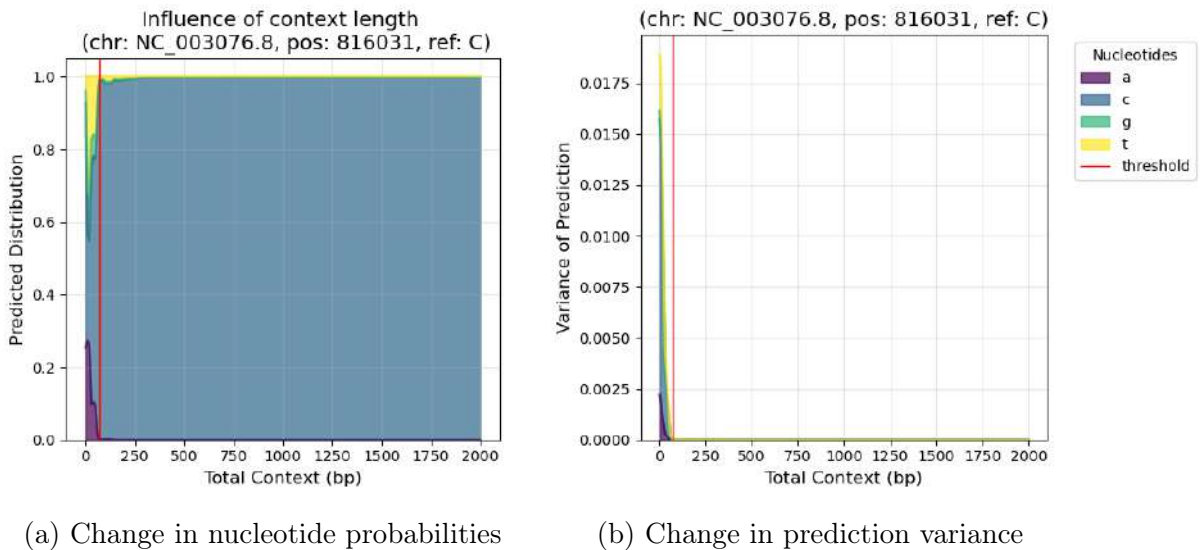 Influence of context length
(chr: NC_003076.8, pos: 816031, ref: C)
1.0
0.8
0.6
0.4
0.2
0.0
Predicted Distribution
0 250 500 750 1000 1250 1500 1750 2000
Total Context (bp)
(a) Change in nucleotide probabilities
(chr: NC_003076.8, pos: 816031, ref: C)
0.0175
0.0150
0.0125
0.0100
0.0075
0.0050
0.0025
0.0000
Variance of Prediction
0 250 500 750 1000 1250 1500 1750 2000
Total Context (bp)
(b) Change in prediction variance
Nucleotides
a
c
g
t
threshold